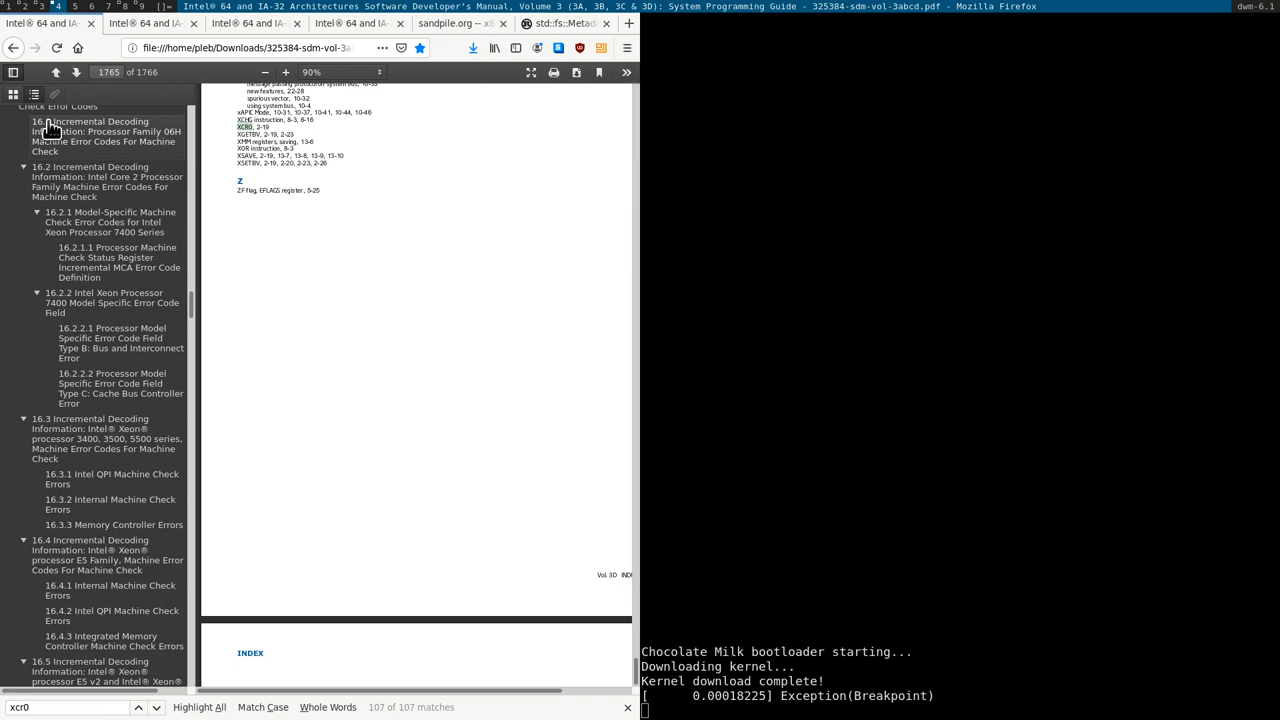 1 2 3 4 5 6 7 8 9 []= Intel® 64 and IA-32 Architectures Software Developer's Manual, Volume 3 (3A, 3B, 3C & 3D): System Programming Guide - 325384-sdm-vol-3abcd.pdf - Mozilla Firefox dwm-6.1
Intel® 64 and IA- × Intel® 64 and IA- × Intel® 64 and IA- × Intel® 64 and IA- × sandpile.org -- x8 × std::fs::Metad × +
file:///home/pleb/Downloads/325384-sdm-vol-3a
1765 of 1766 90%
Check Error Codes
Incremental Decoding
Information: Processor Family 06H
Machine Error Codes For Machine
Check
16.2 Incremental Decoding
Information: Intel Core 2 Processor
Family Machine Error Codes For
Machine Check
16.2.1 Model-Specific Machine
Check Error Codes for Intel
Xeon Processor 7400 Series
16.2.1.1 Processor Machine
Check Status Register
Incremental MCA Error Code
Definition
16.2.2 Intel Xeon Processor
7400 Model Specific Error Code
Field
16.2.2.1 Processor Model
Specific Error Code Field
Type B: Bus and Interconnect
Error
16.2.2.2 Processor Model
Specific Error Code Field
Type C: Cache Bus Controller
Error
16.3 Incremental Decoding
Information: Intel® Xeon®
processor 3400, 3500, 5500 series,
Machine Error Codes For Machine
Check
16.3.1 Intel QPI Machine Check
Errors
16.3.2 Internal Machine Check
Errors
16.3.3 Memory Controller Errors
16.4 Incremental Decoding
Information: Intel® Xeon®
processor E5 Family, Machine Error
Codes For Machine Check
16.4.1 Internal Machine Check
Errors
16.4.2 Intel QPI Machine Check
Errors
16.4.3 Integrated Memory
Controller Machine Check Errors
16.5 Incremental Decoding
Information: Intel® Xeon®
processor E5 v2 and Intel® Xeon®
new features, 22-28
spurious vector, 10-32
using system bus, 10-4
xAPIC Mode, 10-31, 10-37, 10-41, 10-44, 10-46
XCHG instruction, 8-3, 8-16
XCR0, 2-19
XGETBV, 2-19, 2-23
XMM registers, saving, 13-6
XOR instruction, 8-3
XSAVE, 2-19, 13-7, 13-8, 13-9, 13-10
XSETBV, 2-19, 2-20, 2-23, 2-26
Z
ZF flag, EFLAGS register, 5-25
Vol. 3D INDE
INDEX
xcr0 Highlight All Match Case Whole Words 107 of 107 matches
Chocolate Milk bootloader starting...
Downloading kernel...
Kernel download complete!
[ 0.00018225] Exception(Breakpoint)